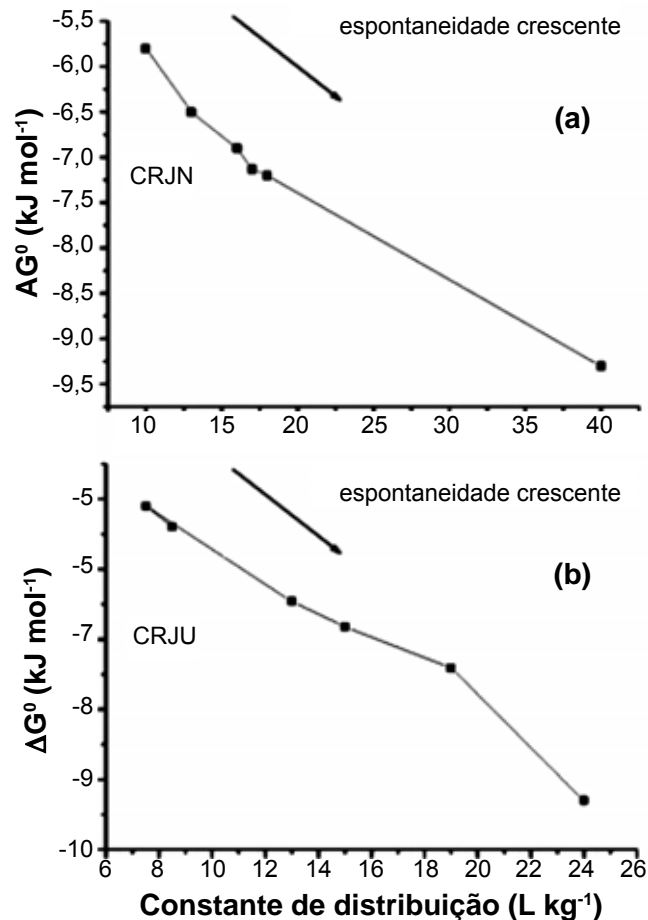 -5,5
-6,0
-6,5
-7,0
-7,5
-8,0
-8,5
-9,0
-9,5
AG⁰ (kJ mol⁻¹)
espontaneidade crescente
(a)
CRJN
10 15 20 25 30 35 40
-5
-5
-7
-8
-9
-10
ΔG⁰ (kJ mol⁻¹)
espontaneidade crescente
(b)
CRJU
6 8 10 12 14 16 18 20 22 24 26
Constante de distribuição (L kg⁻¹)